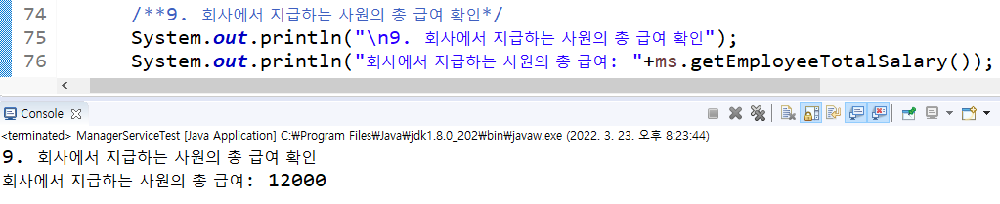 74 /**9. 회사에서 지급하는 사원의 총 급여 확인*/
75 System.out.println("\n9. 회사에서 지급하는 사원의 총 급여 확인");
76 System.out.println("회사에서 지급하는 사원의 총 급여: "+ms.getEmployeeTotalSalary());
Console
<terminated> ManagerServiceTest [Java Application] C:₩Program Files₩Java₩jdk1.8.0_202₩bin₩javaw.exe (2022. 3. 23. 오후 8:23:44)
9. 회사에서 지급하는 사원의 총 급여 확인
회사에서 지급하는 사원의 총 급여: 12000